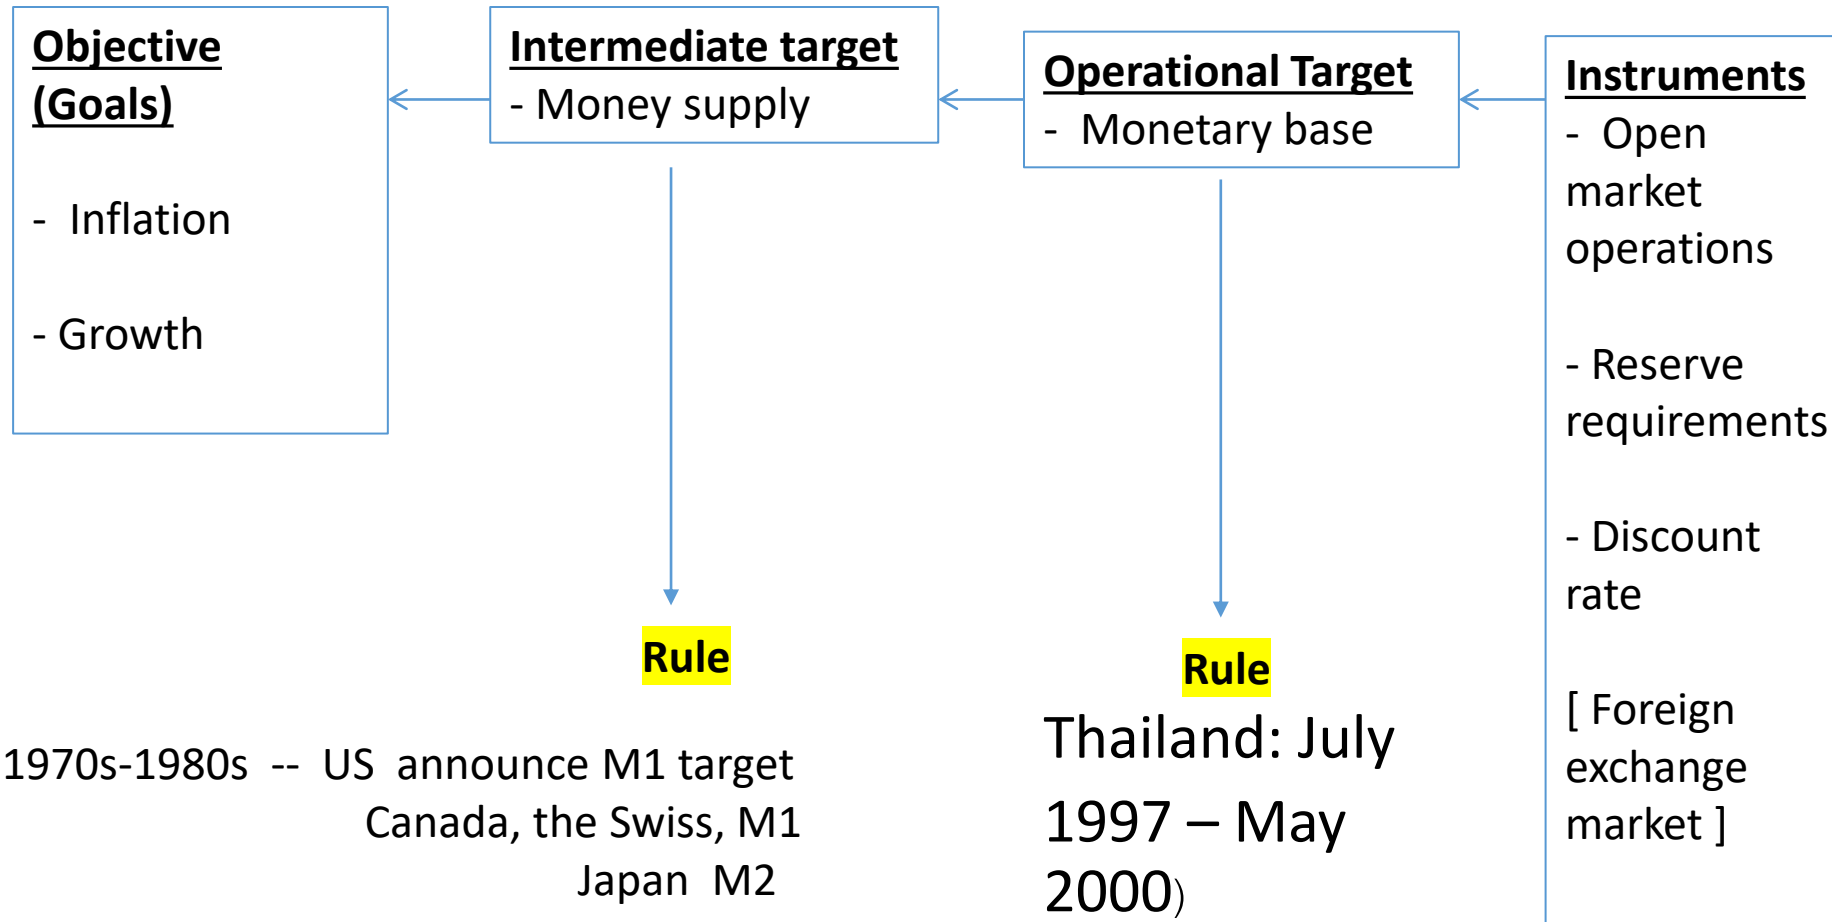 Objective
(Goals)
- Inflation
- Growth
Intermediate target
- Money supply
Operational Target
- Monetary base
Instruments
- Open
market
operations
- Reserve
requirements
- Discount
rate
[ Foreign
exchange
market ]
Rule
1970s-1980s -- US announce M1 target
Canada, the Swiss, M1
Japan M2
Rule
Thailand: July
1997 – May
2000)